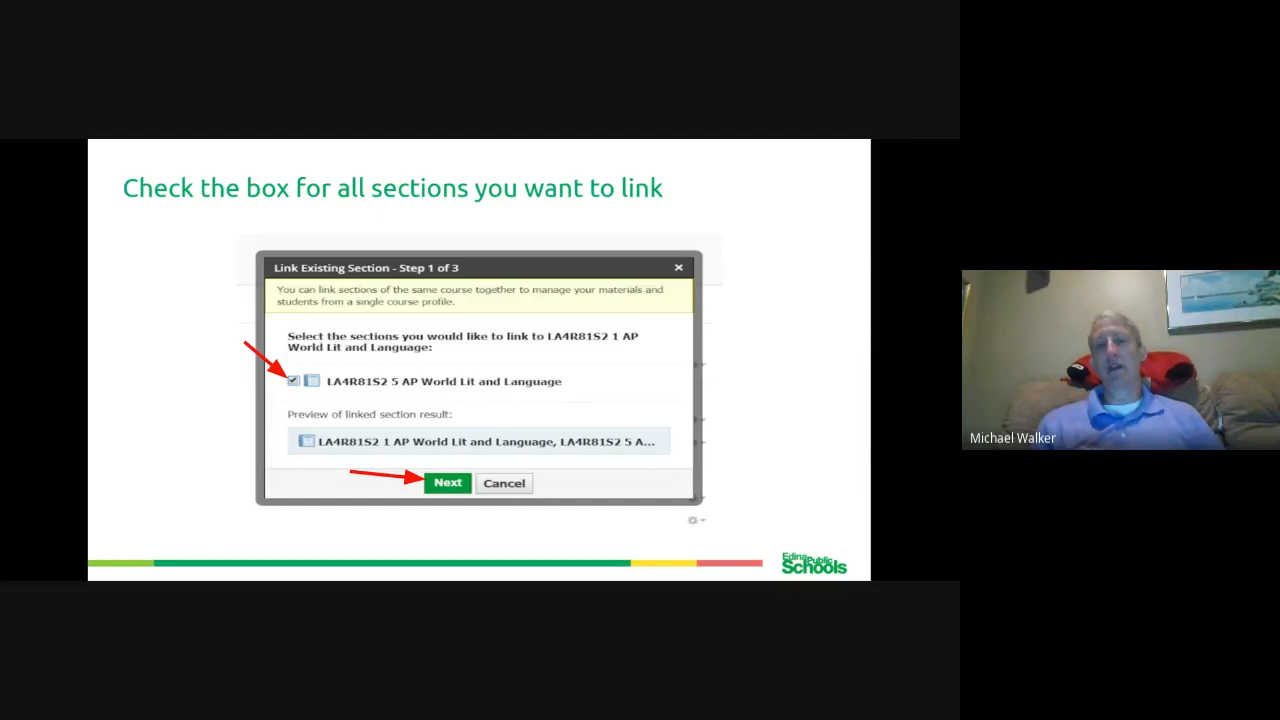 Check the box for all sections you want to link
Link Existing Section - Step 1 of 3
You can link sections of the same course together to manage your materials and
students from a single course profile.
Select the sections you would like to link to LA4R81S2 1 AP
World Lit and Language:
LA4R81S2 5 AP World Lit and Language
Preview of linked section result:
LA4R81S2 1 AP World Lit and Language, LA4R81S2 5 A...
Next
Cancel
Edina Public
Schools
Michael Walker